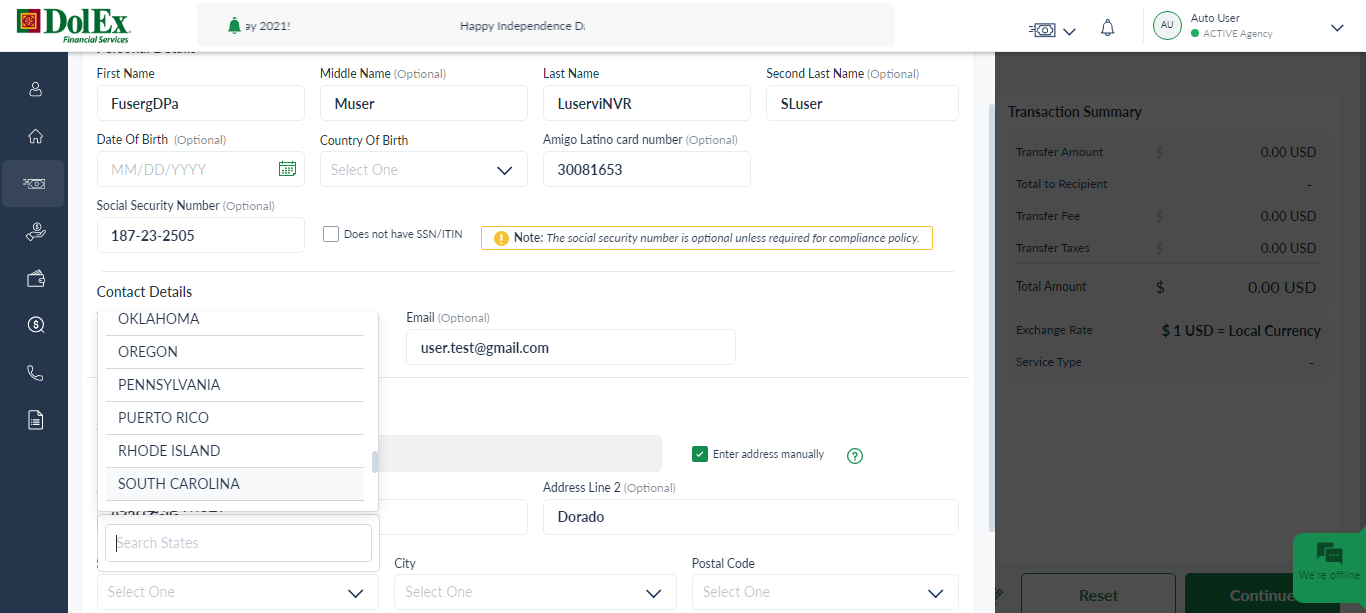 DolEx
Financial Services
ay 2021!
Happy Independence Da
AU
Auto User
ACTIVE Agency
First Name
Middle Name (Optional)
Last Name
Second Last Name (Optional)
FusergDPa
Muser
LuserviNVR
SLuser
Date Of Birth (Optional)
Country Of Birth
Amigo Latino card number (Optional)
MM/DD/YYYY
Select One
30081653
Social Security Number (Optional)
187-23-2505
Does not have SSN/ITIN
Note: The social security number is optional unless required for compliance policy.
Contact Details
OKLAHOMA
OREGON
PENNSYLVANIA
PUERTO RICO
RHODE ISLAND
SOUTH CAROLINA
Search States
Email (Optional)
user.test@gmail.com
Enter address manually
?
Address Line 2 (Optional)
Dorado
City
Postal Code
Select One
Select One
Select One
Transaction Summary
Transfer Amount $ 0.00 USD
Total to Recipient -
Transfer Fee $ 0.00 USD
Transfer Taxes $ 0.00 USD
Total Amount $ 0.00 USD
Exchange Rate $ 1 USD = Local Currency
Service Type -
We're offline
Reset
Continue